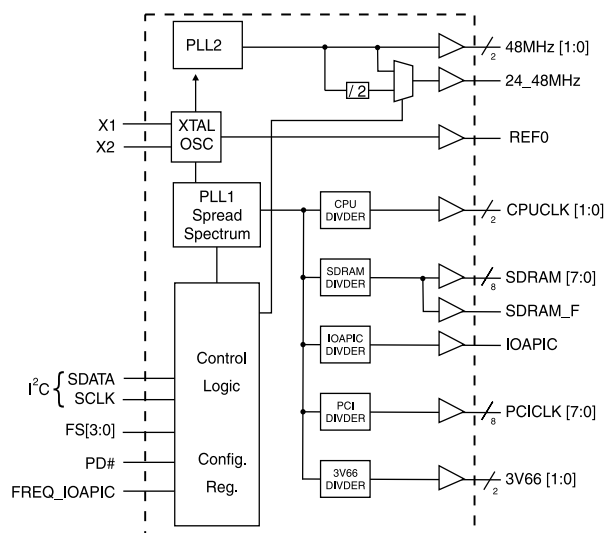 PLL2
48MHz [1:0]
2
/ 2
24_48MHz
X1
X2
XTAL
OSC
REF0
PLL1
Spread
Spectrum
CPU
DIVDER
CPUCLK [1:0]
2
SDRAM
DIVDER
SDRAM [7:0]
8
SDRAM_F
IOAPIC
DIVDER
IOAPIC
Control
Logic
I2C { SDATA
SCLK
FS[3:0]
PCI
DIVDER
PCICLK [7:0]
8
PD#
Config.
Reg.
FREQ_IOAPIC
3V66
DIVDER
3V66 [1:0]
2